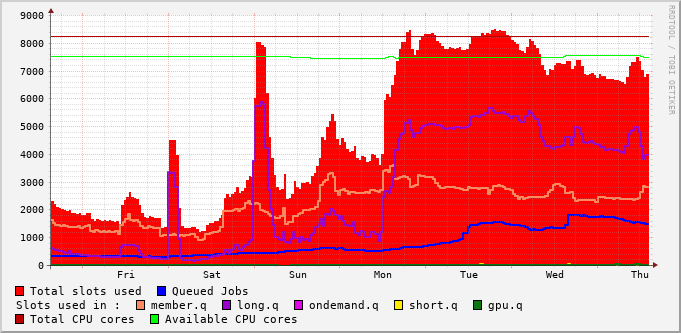 RRDTOOL / TOBI OETIKER
9000
8000
7000
6000
5000
4000
3000
2000
1000
0
Fri Sat Sun Mon Tue Wed Thu
Total slots used Queued Jobs
Slots used in : member.q long.q ondemand.q short.q gpu.q
Total CPU cores Available CPU cores